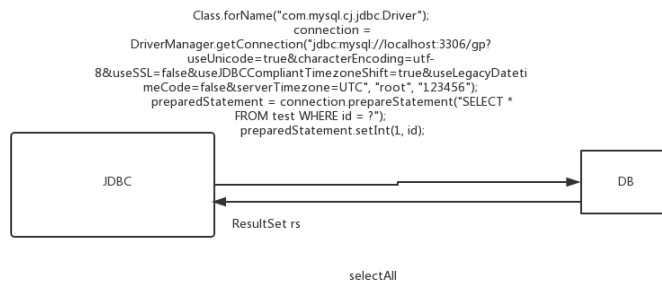 Class.forName("com.mysql.cj.jdbc.Driver");
connection =
DriverManager.getConnection("jdbc:mysql://localhost:3306/gp?
useUnicode=true&characterEncoding=utf-
8&useSSL=false&useJDBCCompliantTimezoneShift=true&useLegacyDateti
meCode=false&serverTimezone=UTC", "root", "123456");
preparedStatement = connection.prepareStatement("SELECT *
FROM test WHERE id = ?");
preparedStatement.setInt(1, id);
JDBC
DB
ResultSet rs
selectAll